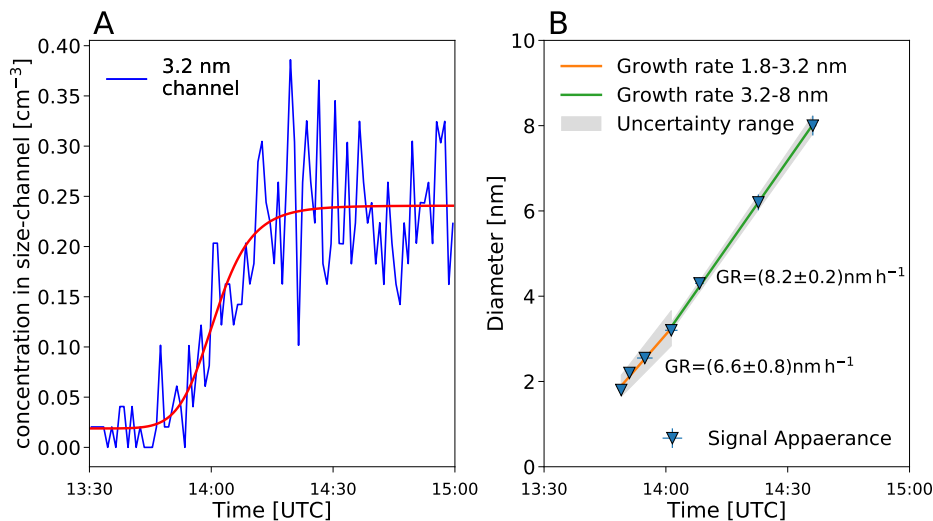 A
concentration in size-channel [cm⁻³]
0.40
0.35
0.30
0.25
0.20
0.15
0.10
0.05
0.00
3.2 nm
channel
13:30
14:00
14:30
15:00
Time [UTC]
B
Diameter [nm]
10
8
6
4
2
0
Growth rate 1.8-3.2 nm
Growth rate 3.2-8 nm
Uncertainty range
GR=(8.2±0.2)nm h⁻¹
GR=(6.6±0.8)nm h⁻¹
Signal Appaerance
13:30
14:00
14:30
15:00
Time [UTC]